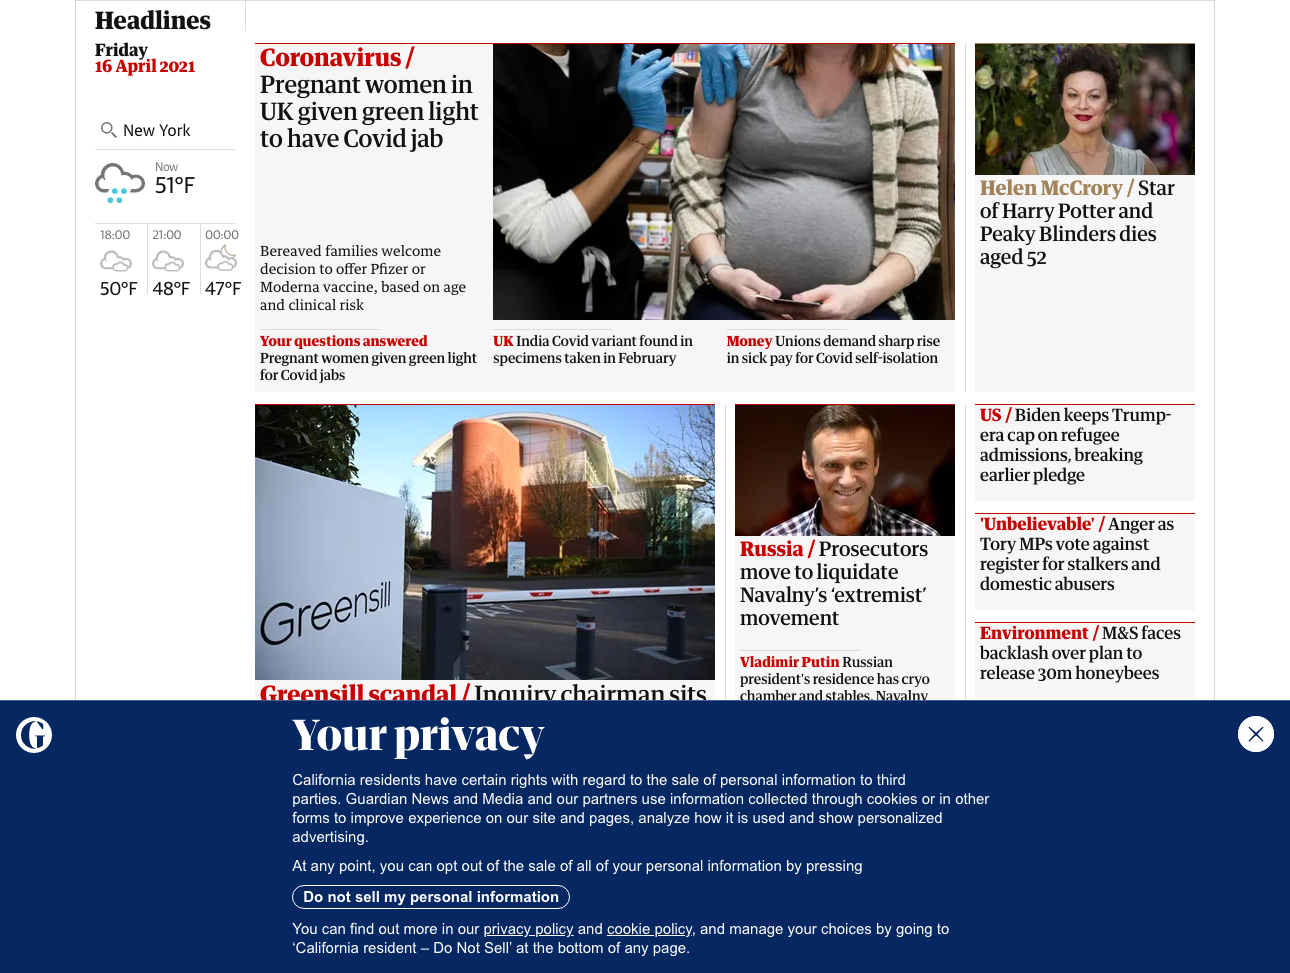 Headlines
Friday
16 April 2021
New York
Now
51°F
18:00
21:00
00:00
50°F
48°F
47°F
Coronavirus /
Pregnant women in
UK given green light
to have Covid jab
Bereaved families welcome
decision to offer Pfizer or
Moderna vaccine, based on age
and clinical risk
Your questions answered
Pregnant women given green light
for Covid jabs
UK India Covid variant found in
specimens taken in February
Money Unions demand sharp rise
in sick pay for Covid self-isolation
Helen McCrory / Star
of Harry Potter and
Peaky Blinders dies
aged 52
Greensill
Greensill scandal / Inquiry chairman sits
Russia / Prosecutors
move to liquidate
Navalny’s ‘extremist’
movement
Vladimir Putin Russian
president's residence has cryo
chamber and stables, Navalny
US / Biden keeps Trump-
era cap on refugee
admissions, breaking
earlier pledge
'Unbelievable' / Anger as
Tory MPs vote against
register for stalkers and
domestic abusers
Environment / M&S faces
backlash over plan to
release 30m honeybees
G
Your privacy
California residents have certain rights with regard to the sale of personal information to third
parties. Guardian News and Media and our partners use information collected through cookies or in other
forms to improve experience on our site and pages, analyze how it is used and show personalized
advertising.
At any point, you can opt out of the sale of all of your personal information by pressing
Do not sell my personal information
You can find out more in our privacy policy and cookie policy, and manage your choices by going to
‘California resident – Do Not Sell’ at the bottom of any page.